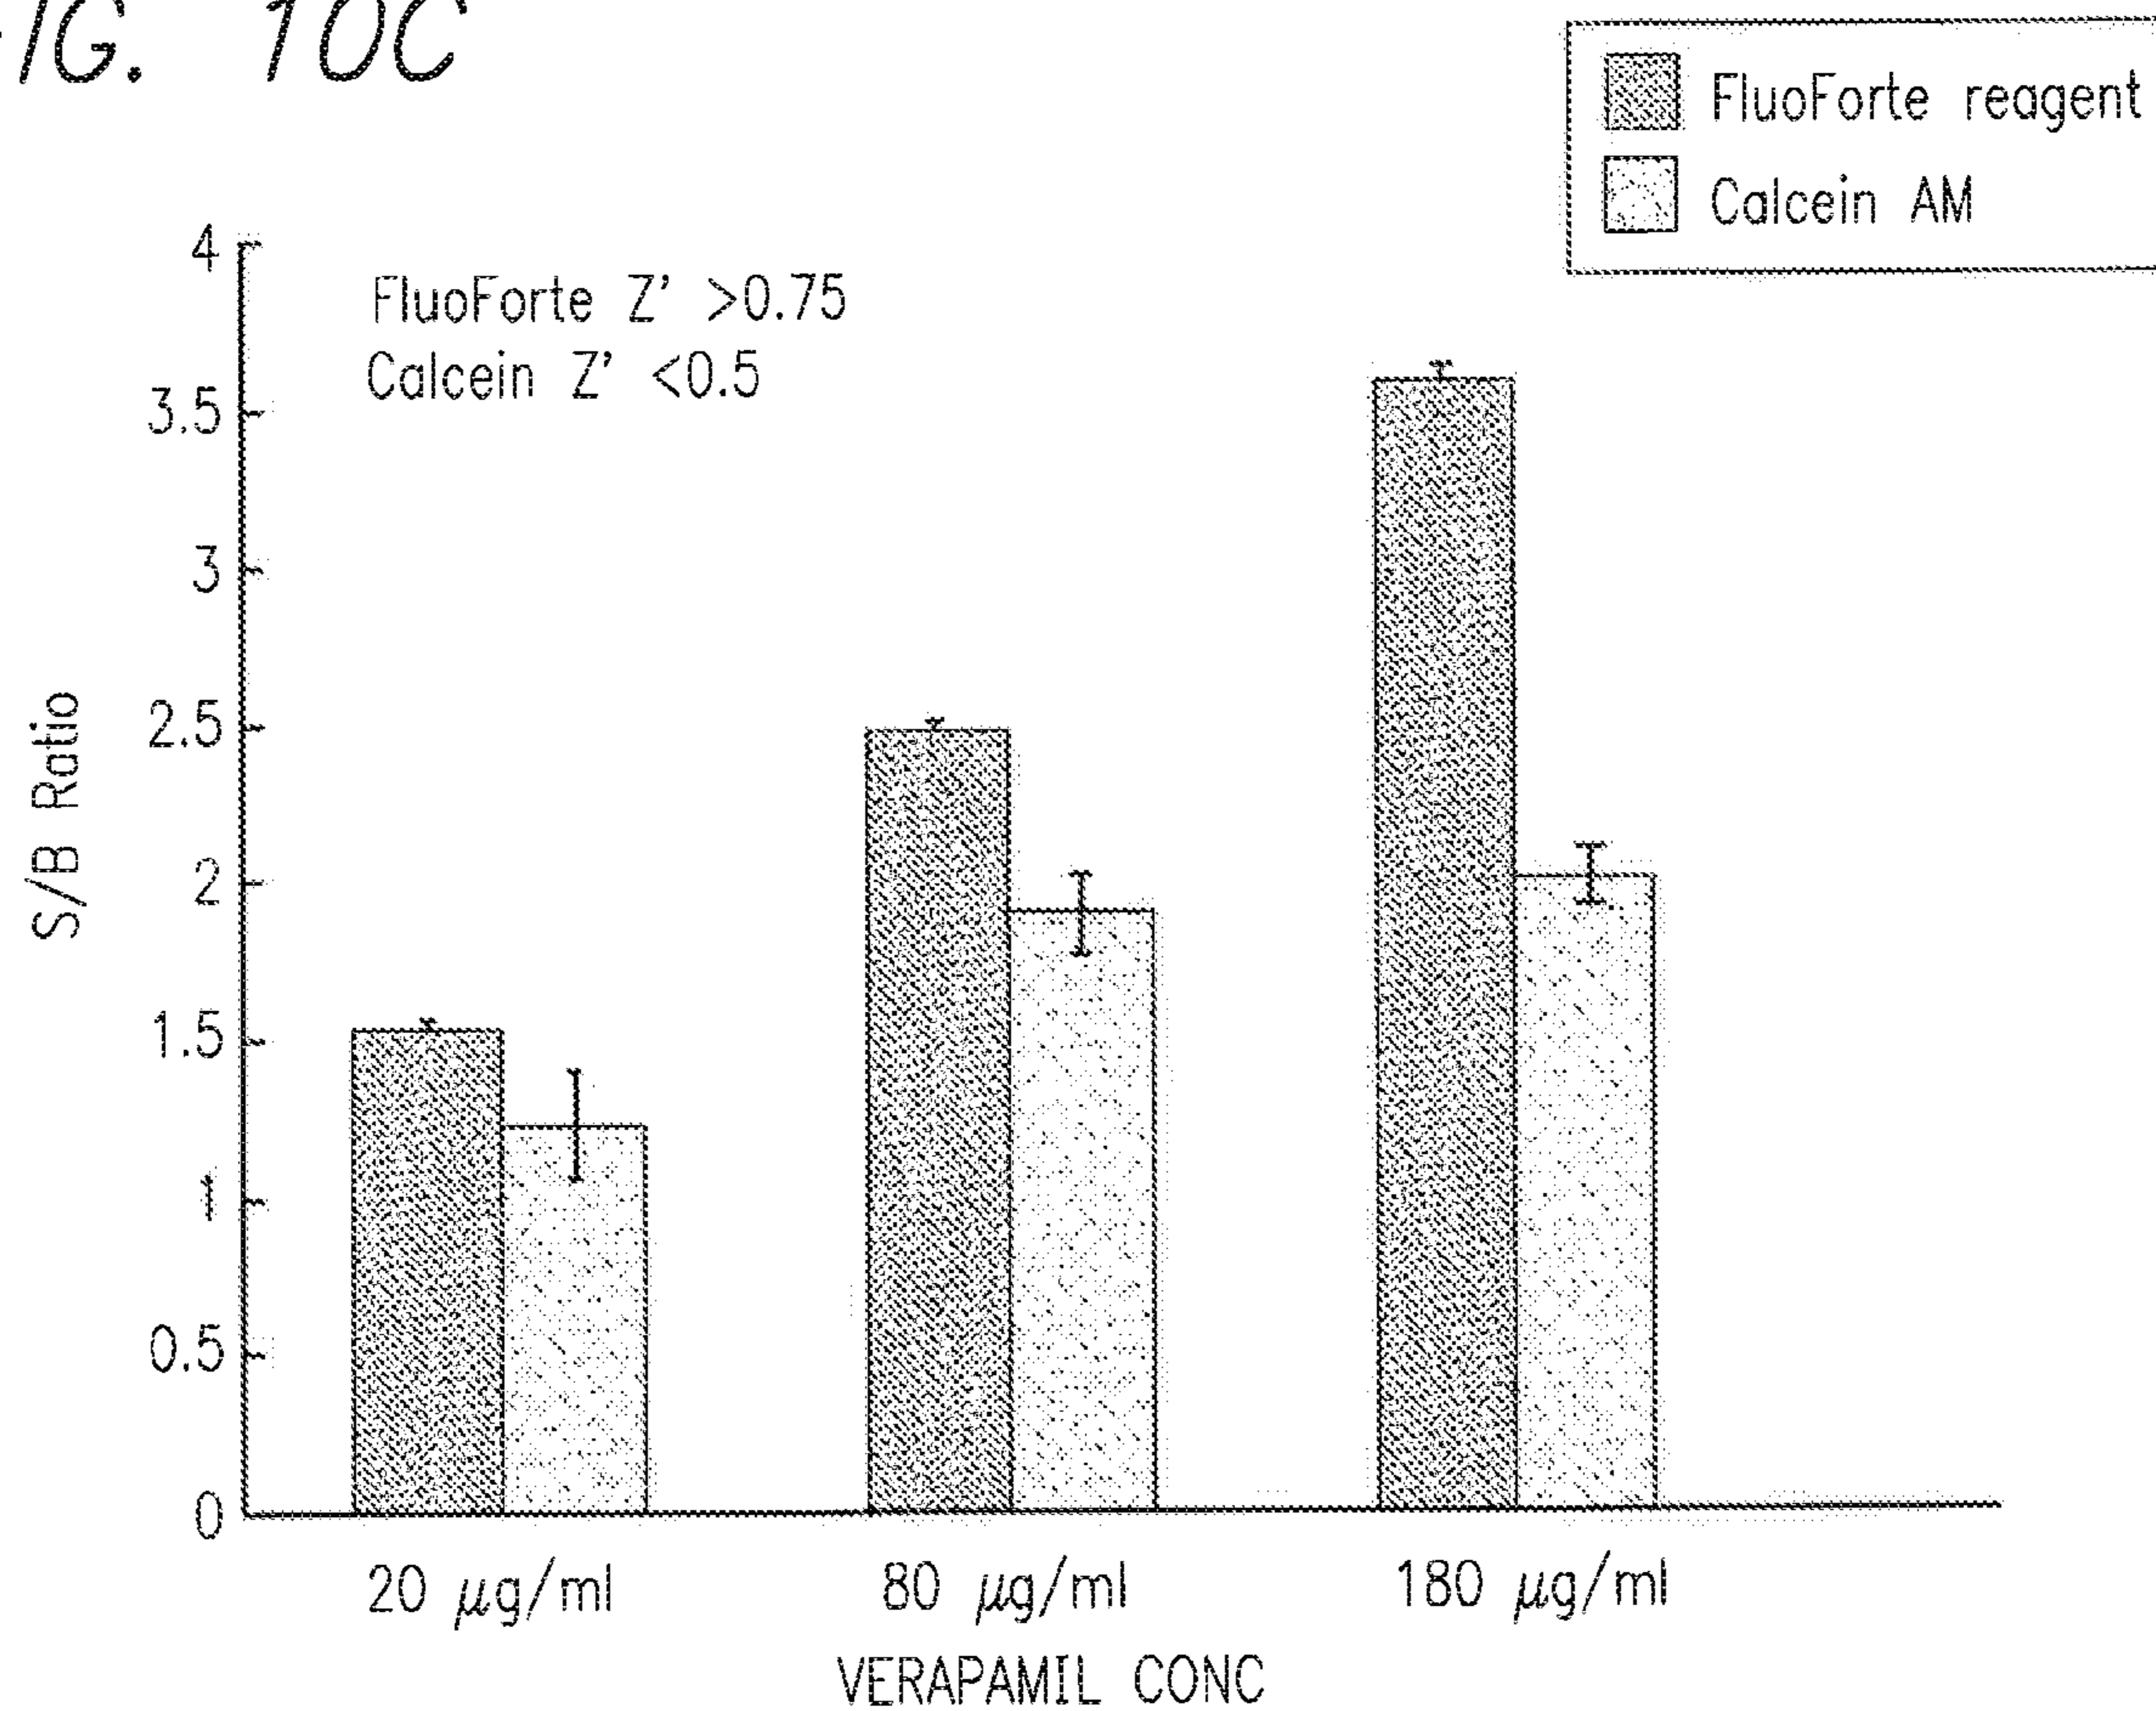 FIG. 10C
FluoForte reagent
Calcein AM
FluoForte Z' >0.75
Calcein Z' <0.5
4
3.5
3
2.5
2
1.5
1
0.5
0
S/B Ratio
20 µg/ml
80 µg/ml
180 µg/ml
VERAPAMIL CONC